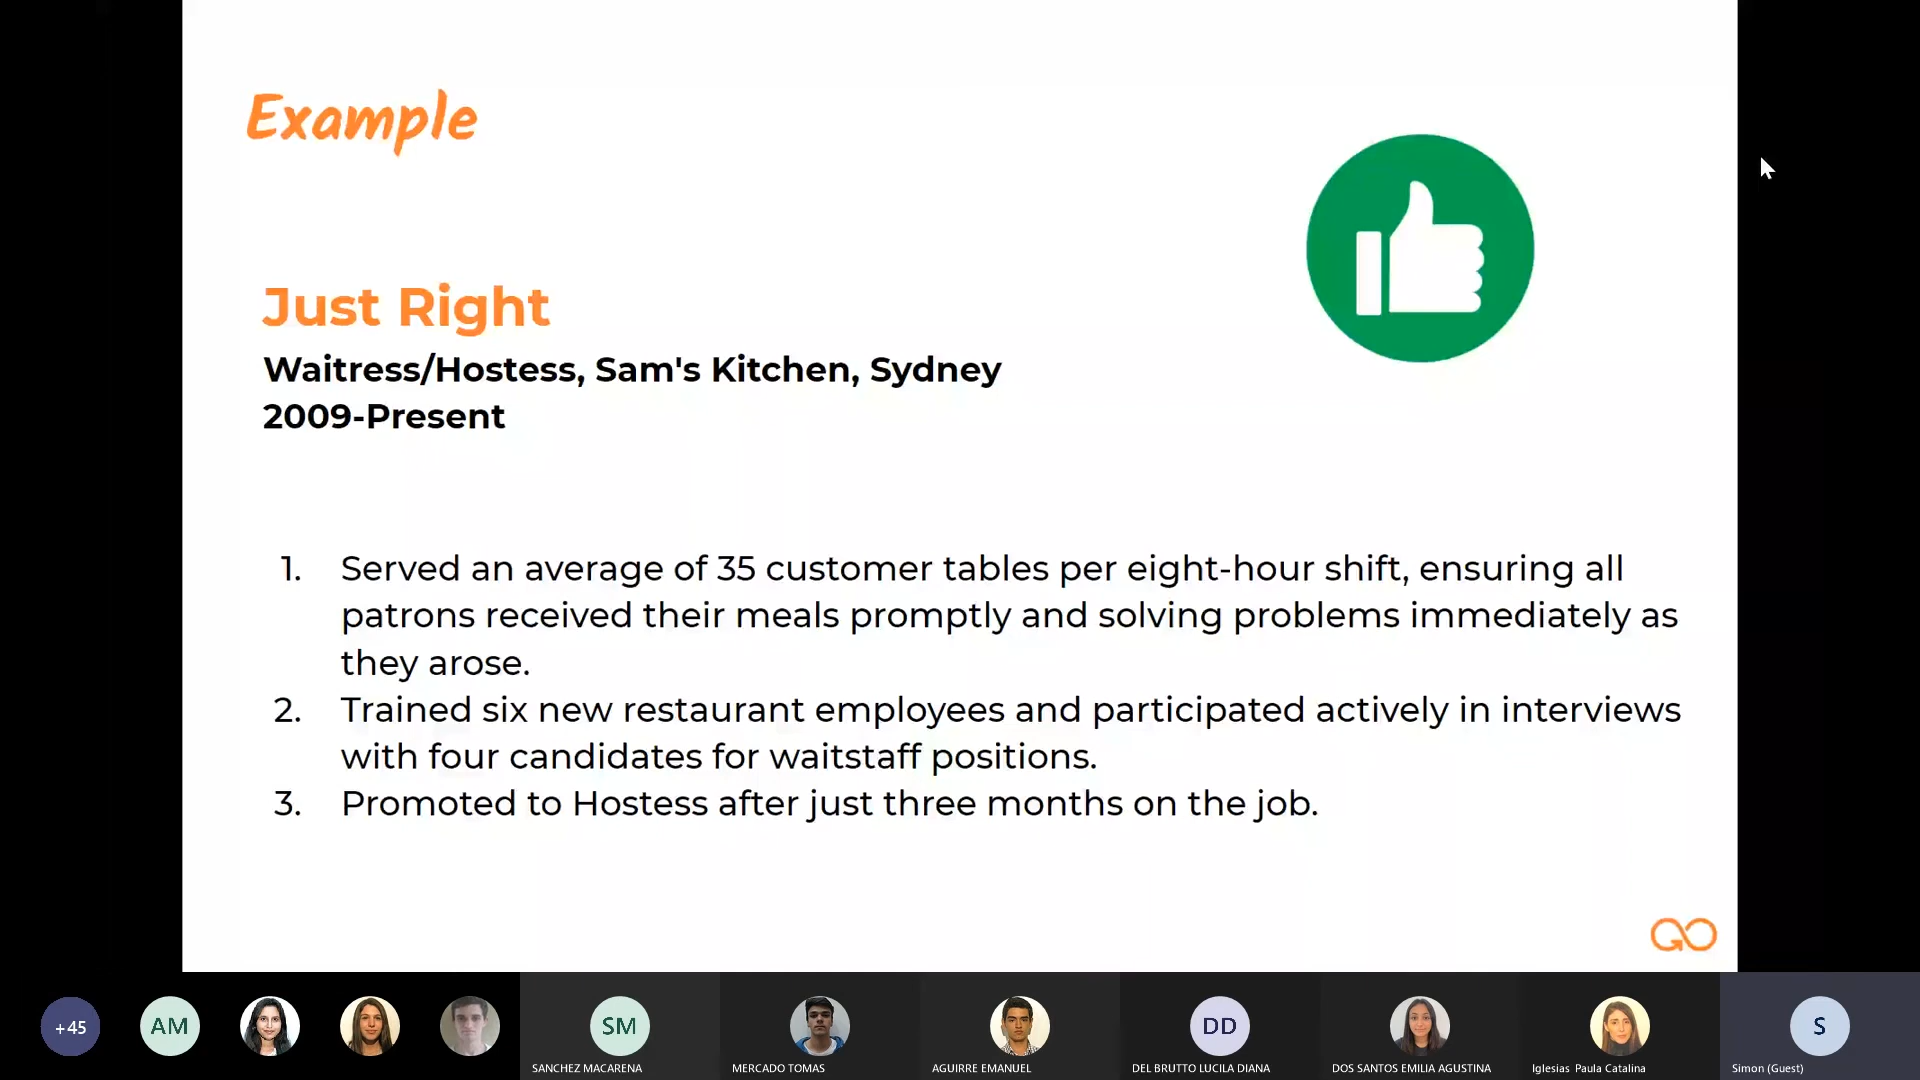 Example
Just Right
Waitress/Hostess, Sam's Kitchen, Sydney
2009-Present
1. Served an average of 35 customer tables per eight-hour shift, ensuring all
patrons received their meals promptly and solving problems immediately as
they arose.
2. Trained six new restaurant employees and participated actively in interviews
with four candidates for waitstaff positions.
3. Promoted to Hostess after just three months on the job.
+45
AM
SM
DD
S
SANCHEZ MACARENA
MERCADO TOMAS
AGUIRRE EMANUEL
DEL BRUTTO LUCILA DIANA
DOS SANTOS EMILIA AGUSTINA
Iglesias Paula Catalina
Simon (Guest)